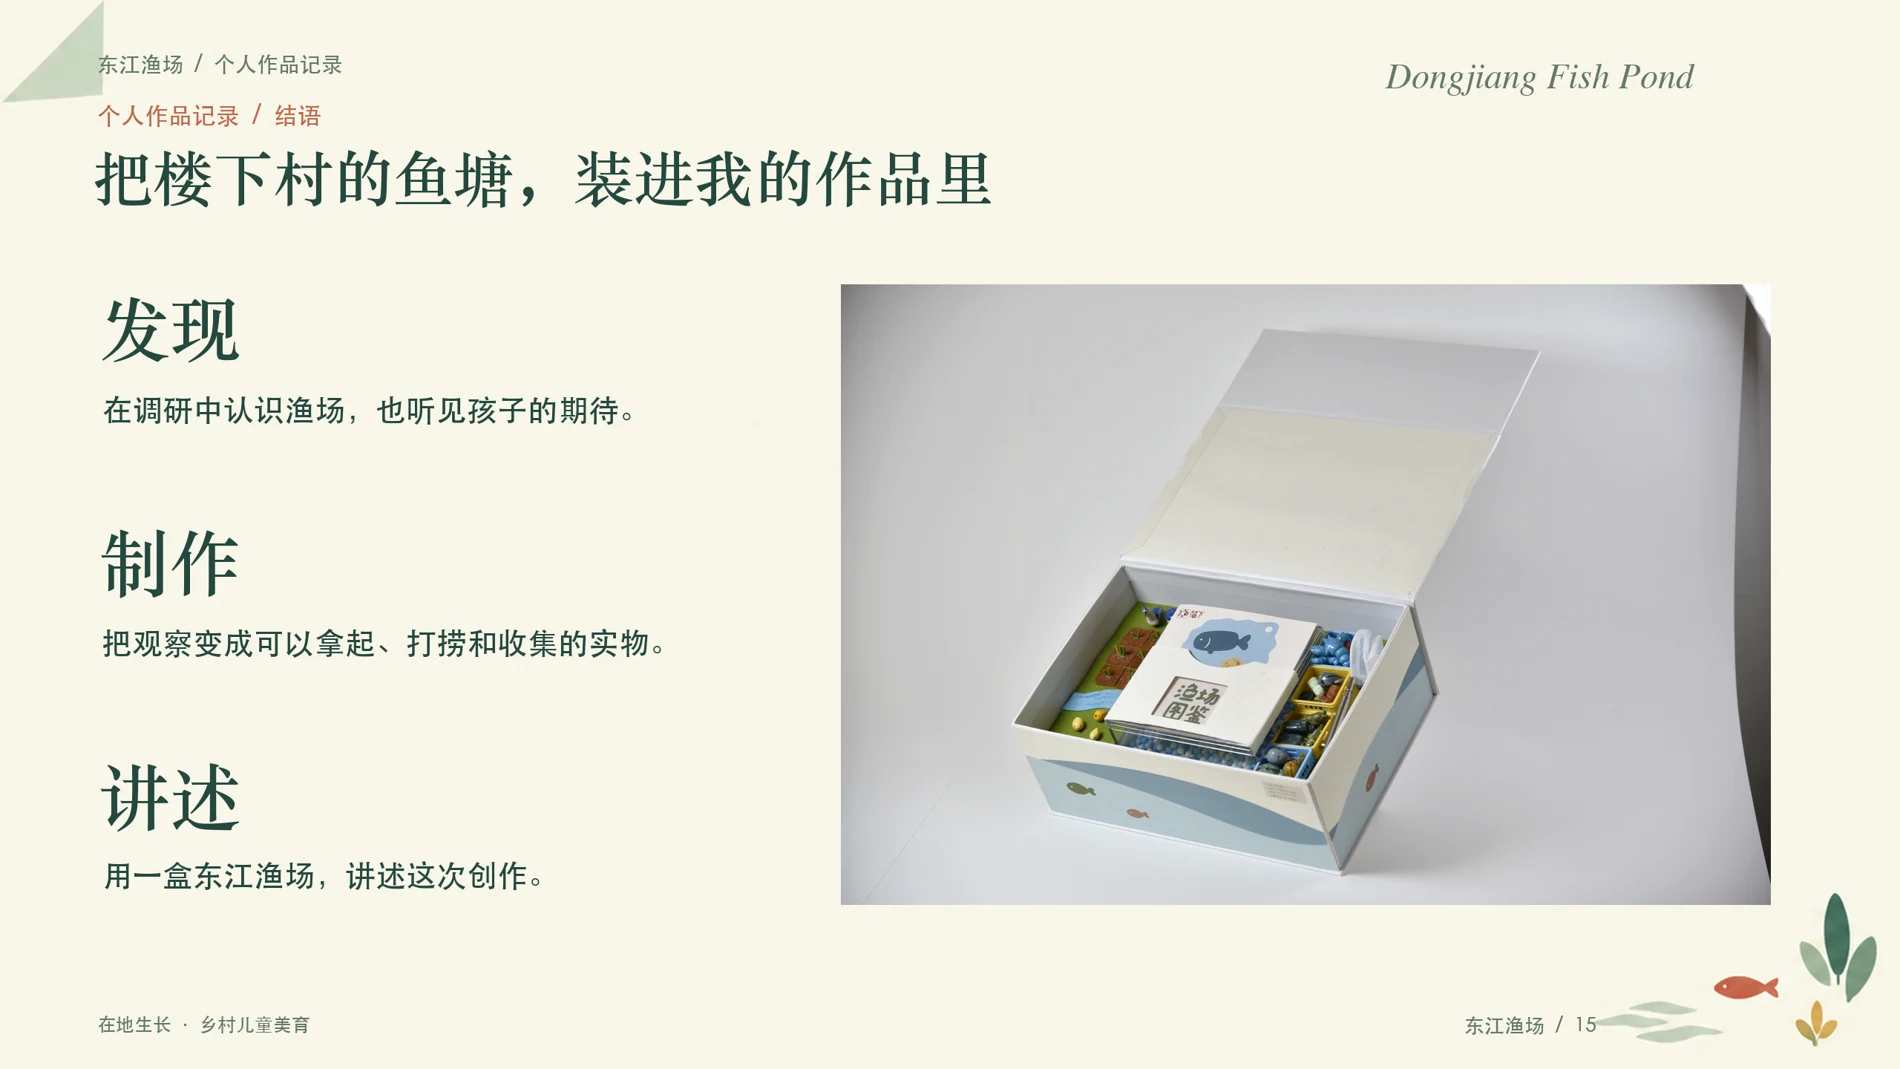 东江渔场 / 个人作品记录
Dongjiang Fish Pond
个人作品记录 / 结语
把楼下村的鱼塘，装进我的作品里
发现
在调研中认识渔场，也听见孩子的期待。
制作
把观察变成可以拿起、打捞和收集的实物。
讲述
用一盒东江渔场，讲述这次创作。
渔场
图鉴
在地生长 · 乡村儿童美育
东江渔场 / 15